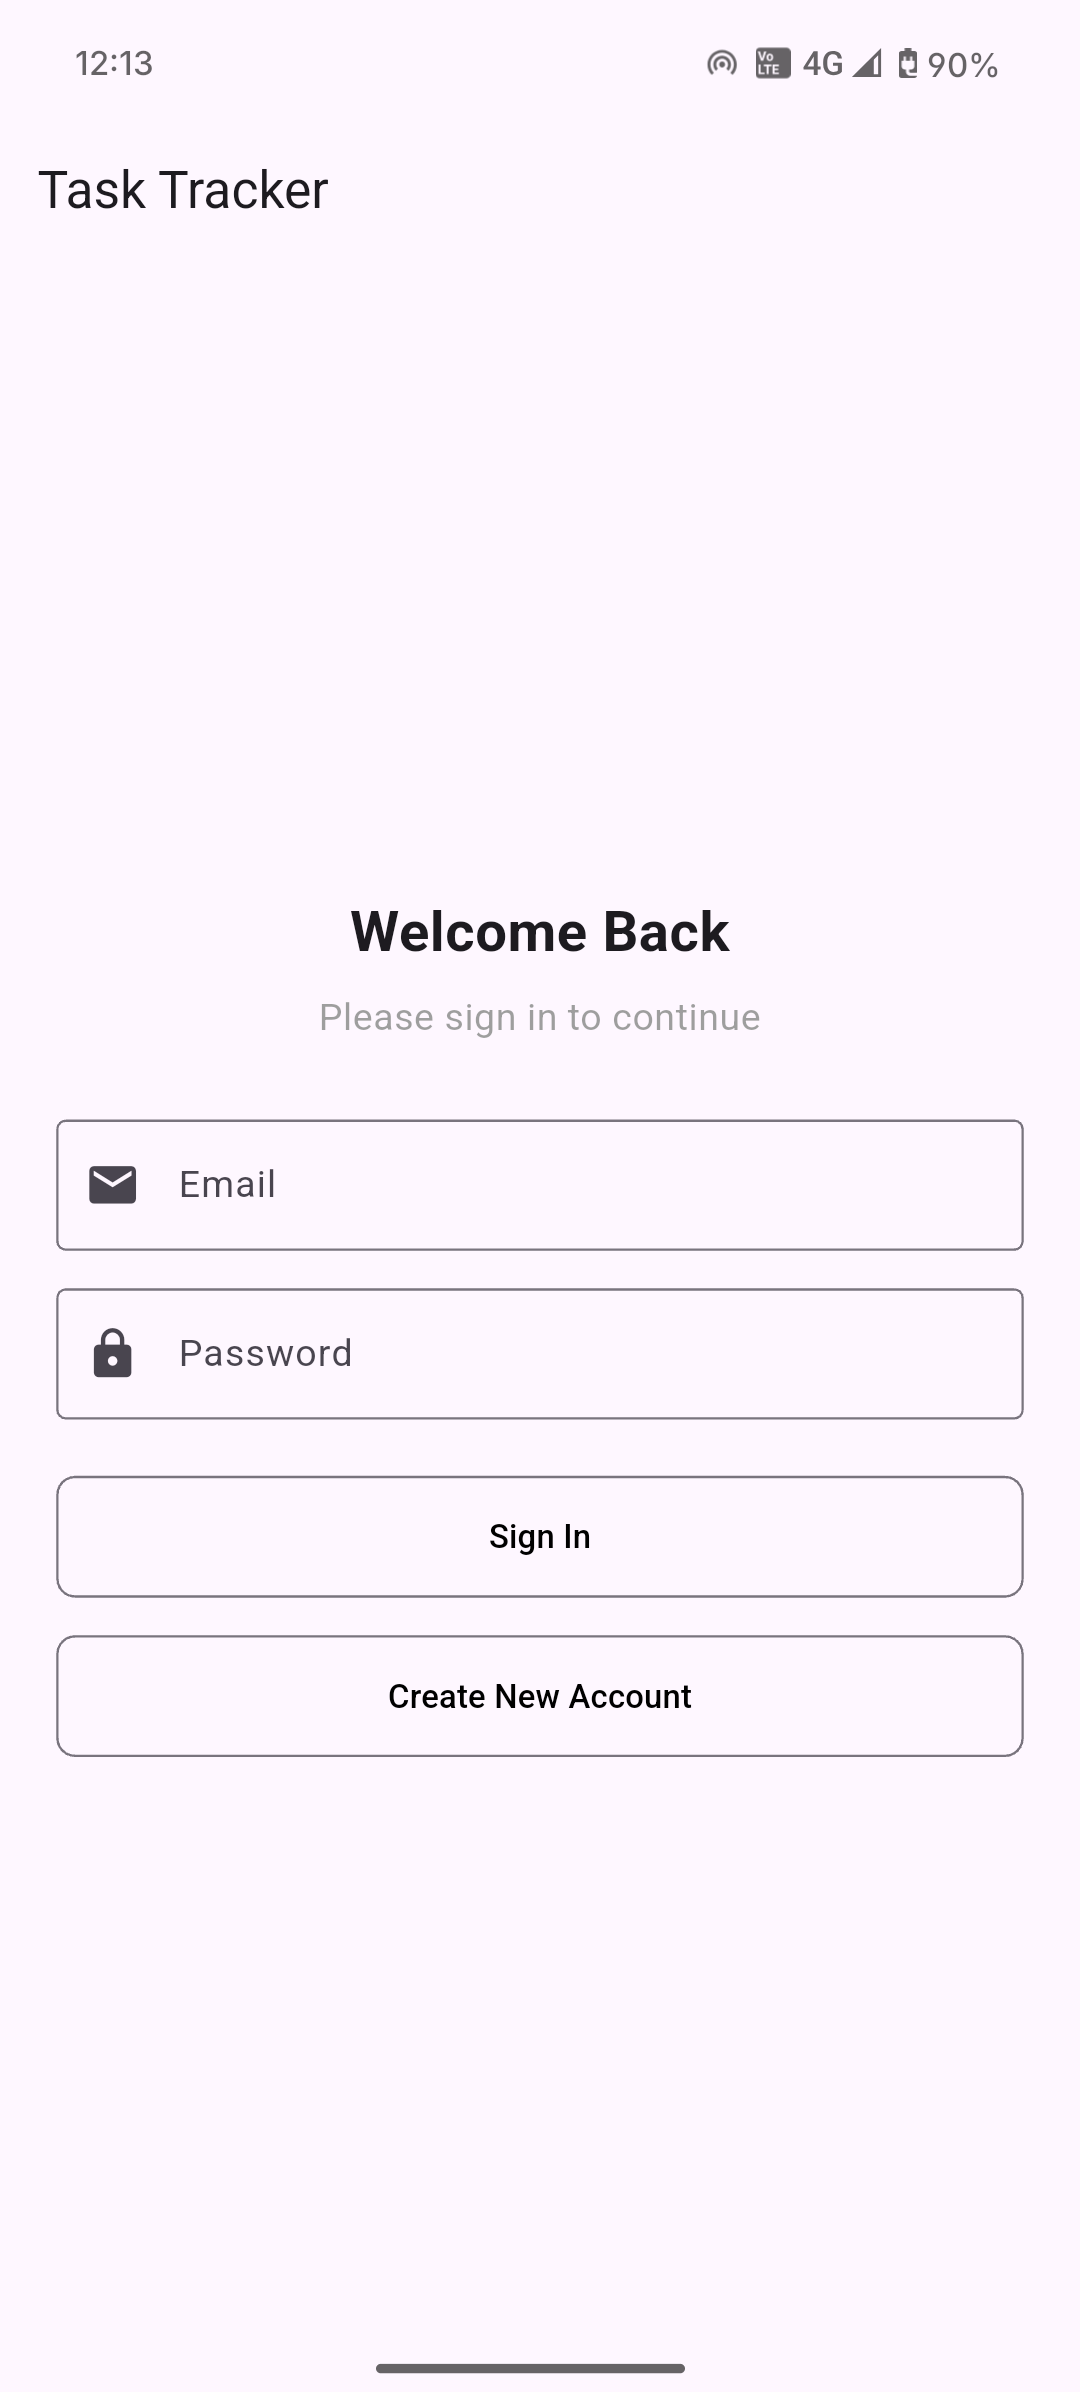 12:13
Vo LTE 4G 90%
Task Tracker
Welcome Back
Please sign in to continue
Email
Password
Sign In
Create New Account